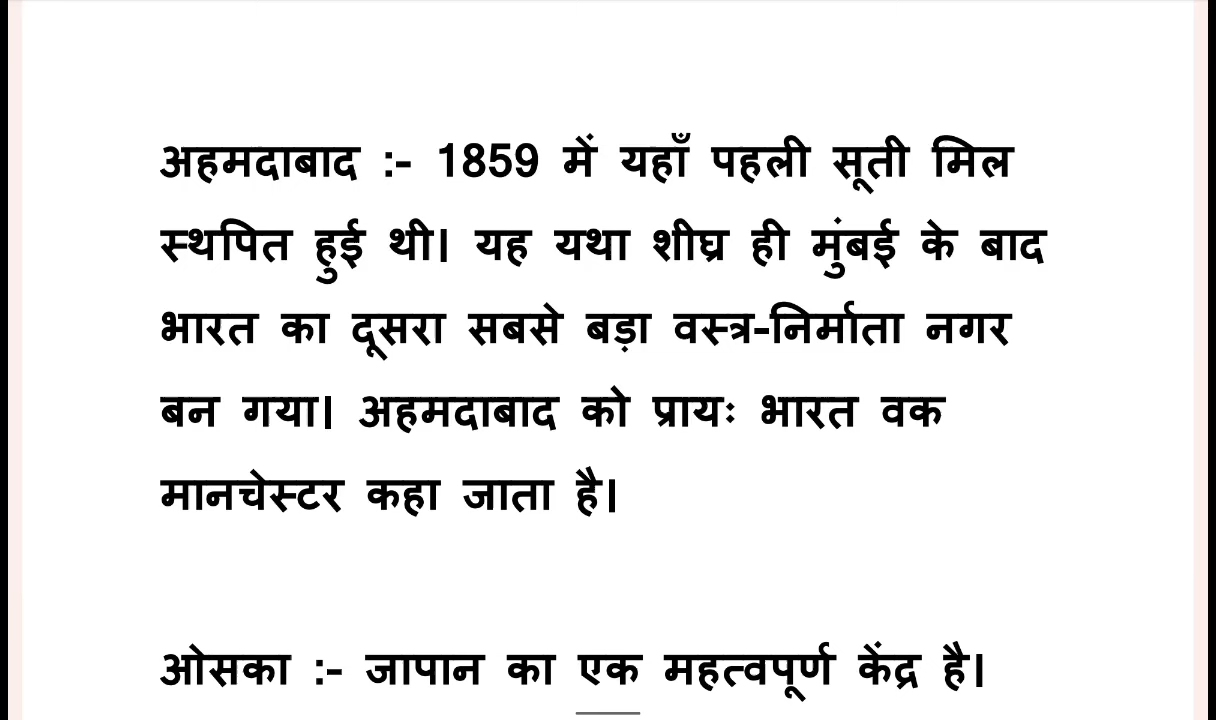 अहमदाबाद :- 1859 में यहाँ पहली सूती मिल
स्थपित हुई थी। यह यथा शीघ्र ही मुंबई के बाद
भारत का दूसरा सबसे बड़ा वस्त्र-निर्माता नगर
बन गया। अहमदाबाद को प्रायः भारत वक
मानचेस्टर कहा जाता है।
ओसका :- जापान का एक महत्वपूर्ण केंद्र है।